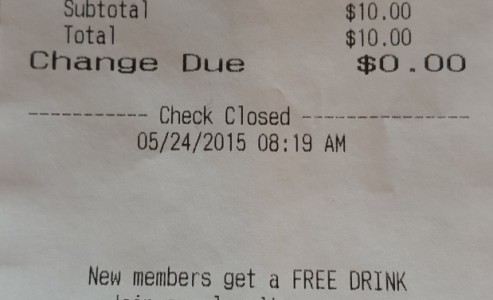 Subtotal $10.00
Total $10.00
Change Due $0.00
----------- Check Closed ---------------
05/24/2015 08:19 AM
New members get a FREE DRINK